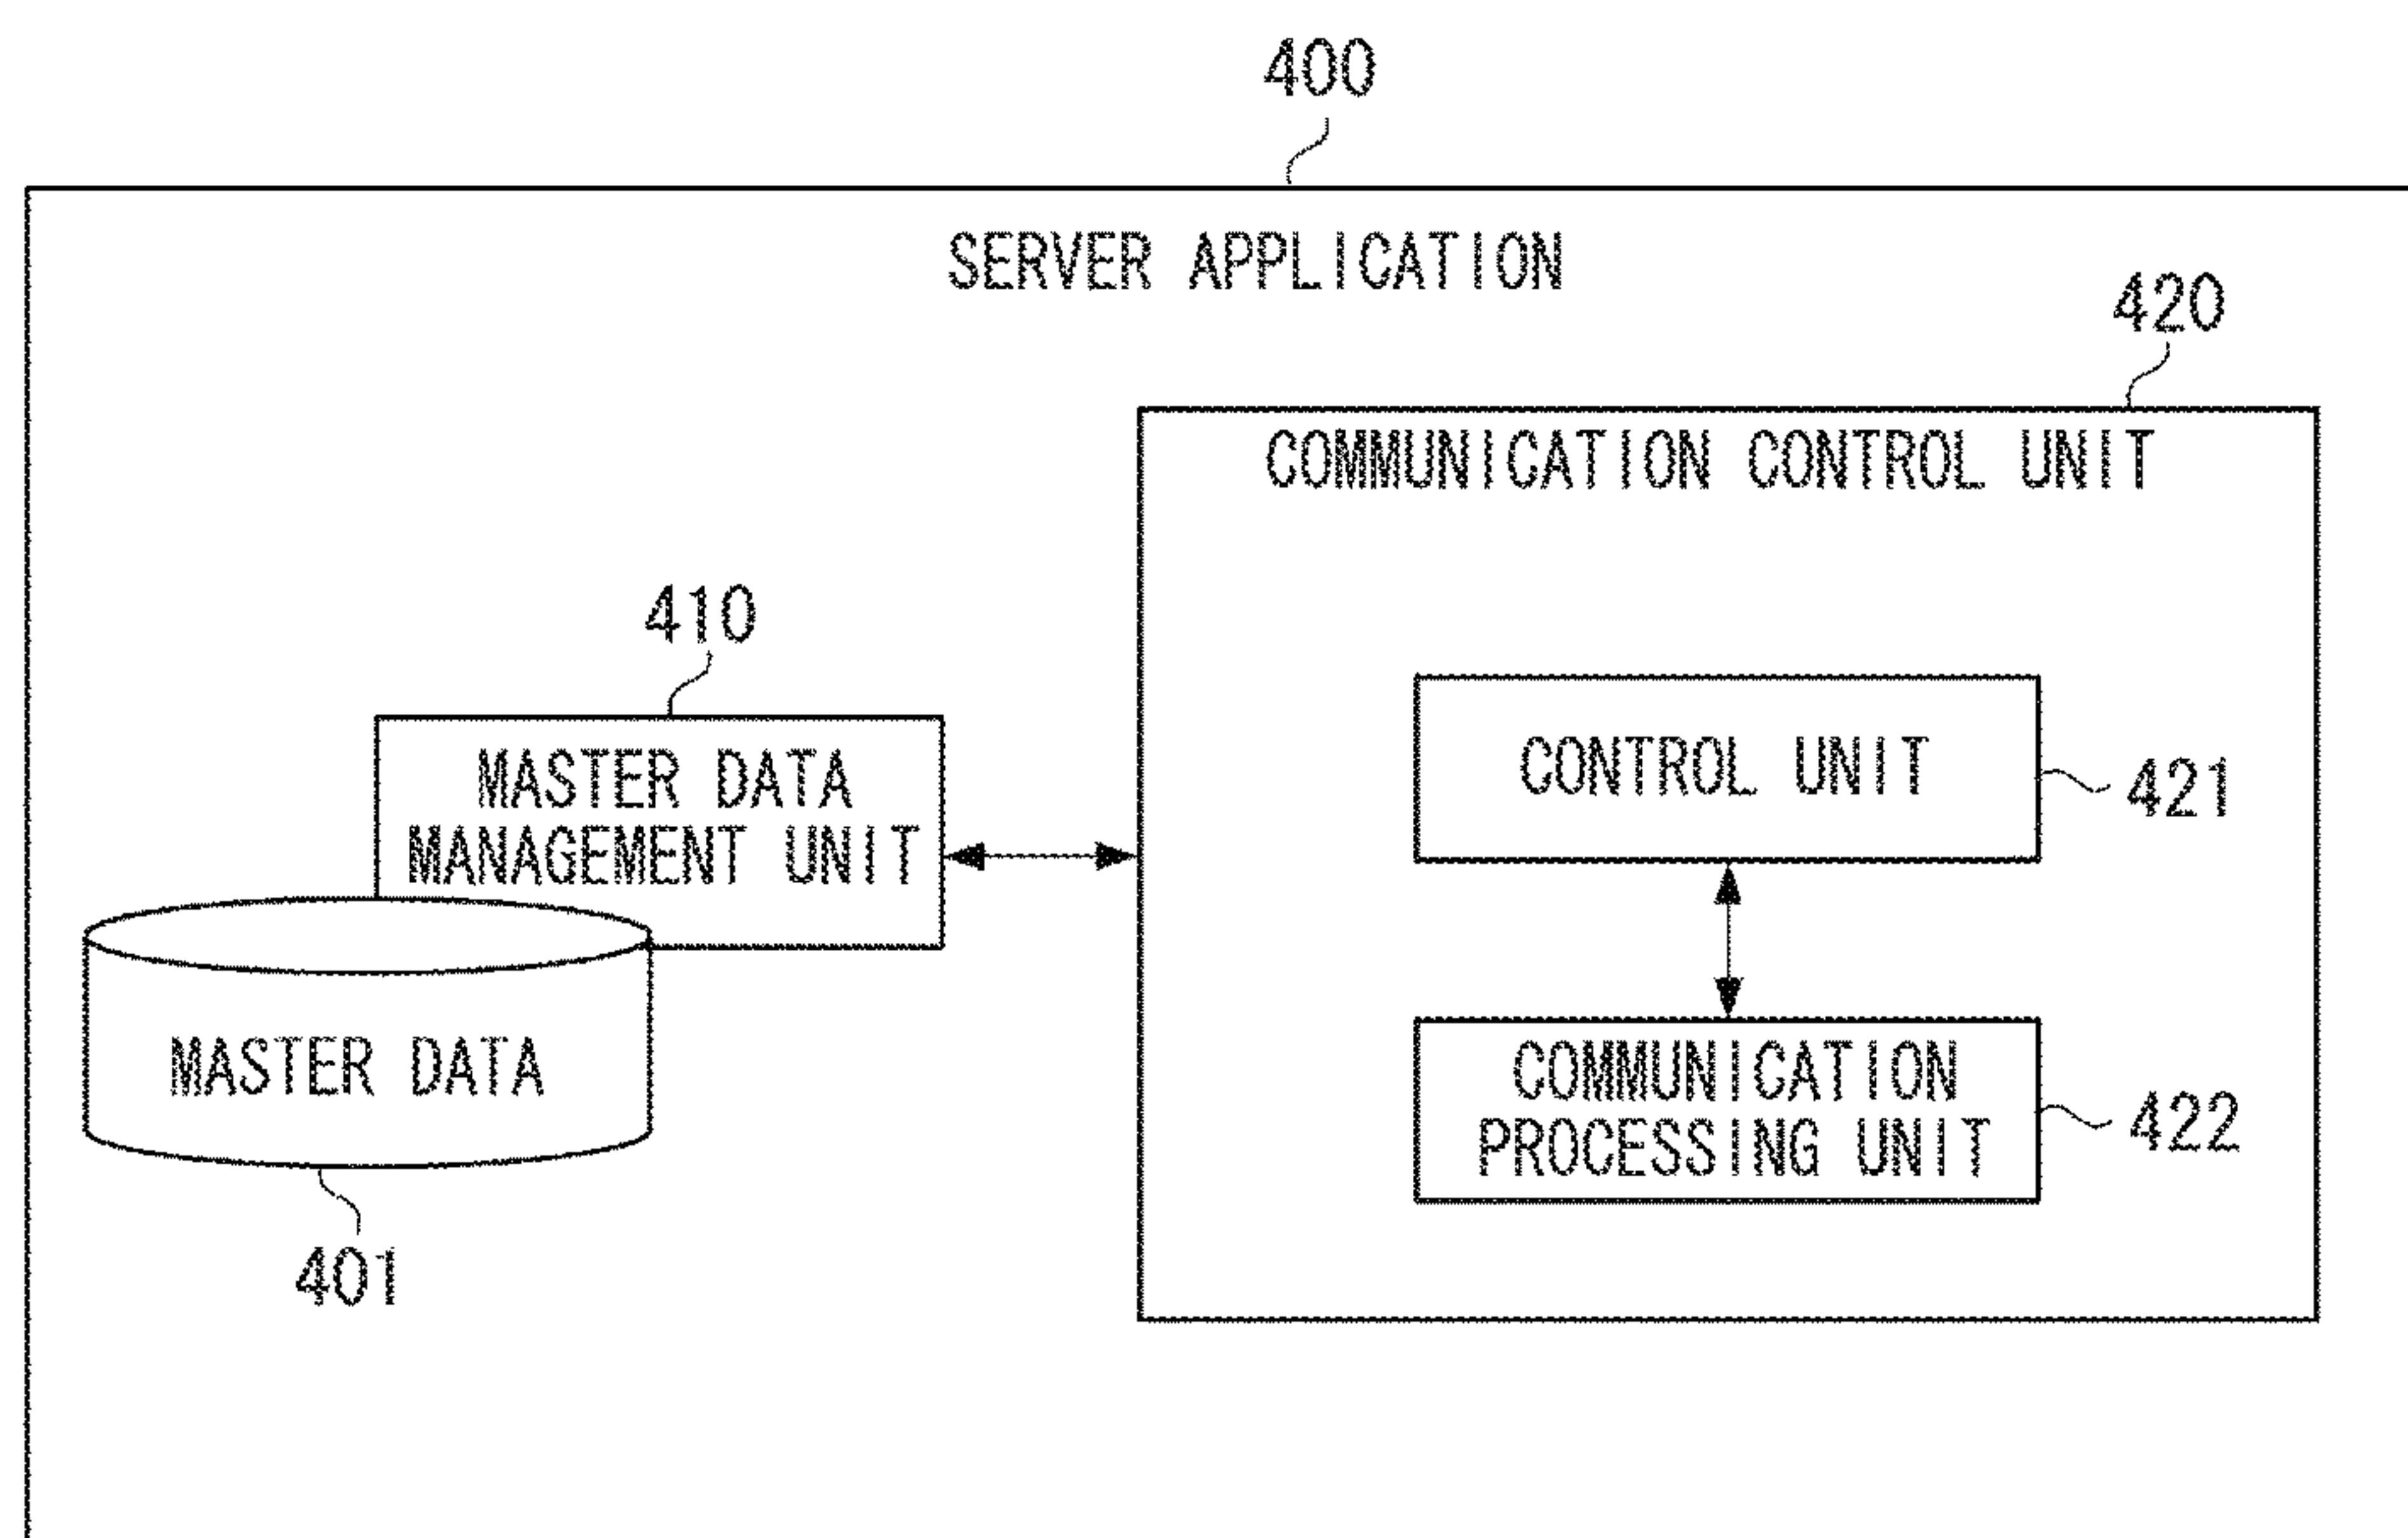 400
SERVER APPLICATION
420
COMMUNICATION CONTROL UNIT
410
MASTER DATA
MANAGEMENT UNIT
CONTROL UNIT
421
MASTER DATA
COMMUNICATION
PROCESSING UNIT
422
401